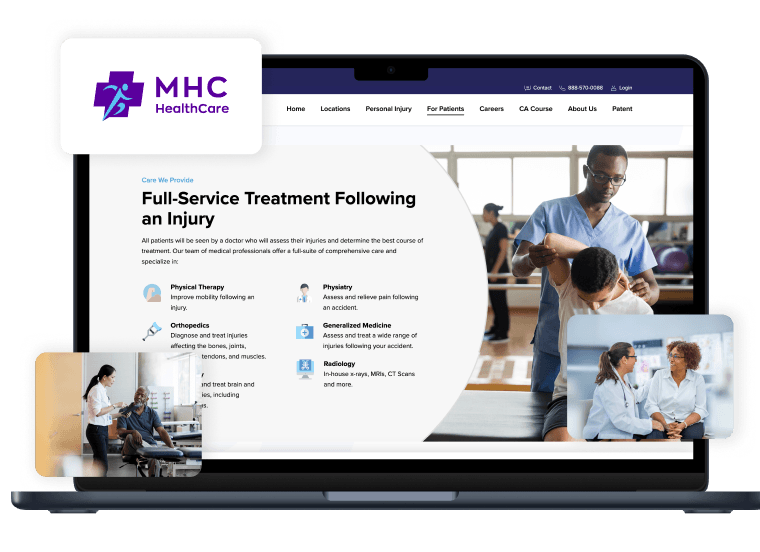 MHC
HealthCare
Contact 888-570-0088 Login
Home Locations Personal Injury For Patients Careers CA Course About Us Patent
Care We Provide
Full-Service Treatment Following
an Injury
All patients will be seen by a doctor who will assess their injuries and determine the best course of
treatment. Our team of medical professionals offer a full-suite of comprehensive care and
specialize in:
Physical Therapy
Improve mobility following an
injury.
Orthopedics
Diagnose and treat injuries
affecting the bones, joints,
tendons, and muscles.
and treat brain and
including
Physiatry
Assess and relieve pain following
an accident.
Generalized Medicine
Assess and treat a wide range of
injuries following your accident.
Radiology
In-house x-rays, MRIs, CT Scans
and more.